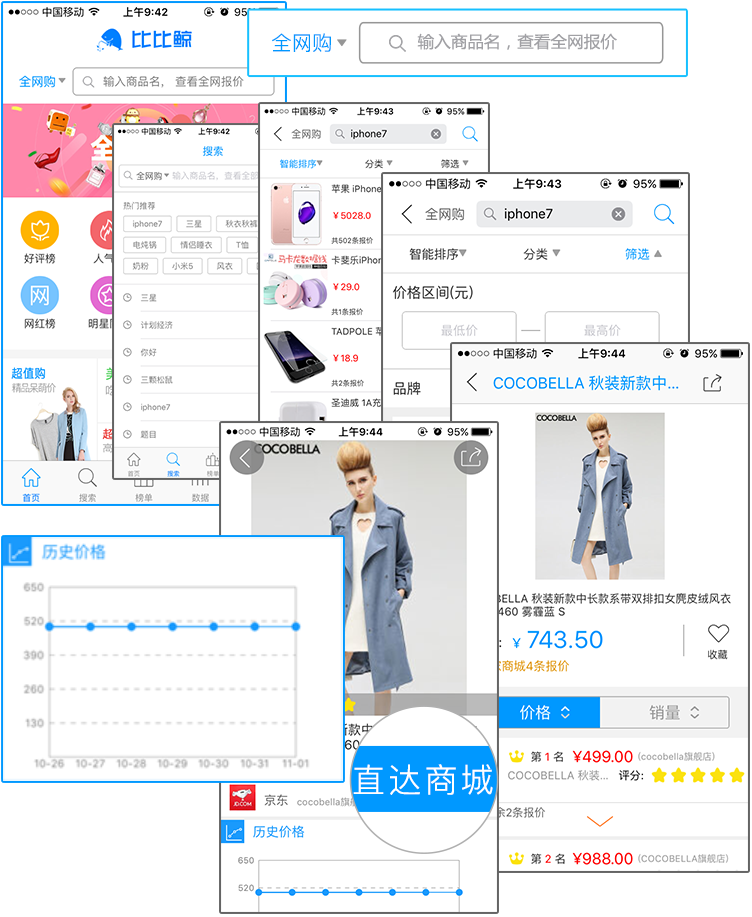 中国移动 上午9:42 95%
比比鲸
全网购 输入商品名， 查看全网报价
全网购 输入商品名，查看全网报价
全
好评榜
人气
网
网红榜
明星
超值购
精品呆萌价
首页 搜索 榜单 数据
中国移动 上午9:42
搜索
全网购 输入商品名，查看全部
热门推荐
iphone7 三星 秋衣秋裤
电炖锅 情侣睡衣 T恤
奶粉 小米5 风衣
三星
计划经济
你好
三颗松鼠
iphone7
题目
首页 搜索 榜单
中国移动 上午9:43 95%
全网购 iphone7
智能排序 分类 筛选
苹果 iPhone
¥ 5028.0
共502条报价
马卡龙数据线
卡斐乐iPhon
¥ 29.0
共1条报价
TADPOLE 苹
¥ 18.9
共2条报价
圣迪威 1A充
中国移动 上午9:43 95%
全网购 iphone7
智能排序 分类 筛选
价格区间(元)
最低价 — 最高价
品牌
中国移动 上午9:44 95%
COCOBELLA 秋装新款中...
COCOBELLA
BELLA 秋装新款中长款系带双排扣女麂皮绒风衣
460 雾霾蓝 S
: ¥ 743.50
收藏
商城4条报价
价格 销量
第 1 名 ¥499.00 (cocobella旗舰店)
COCOBELLA 秋装... 评分:
余2条报价
第 2 名 ¥988.00 (COCOBELLA旗舰店)
中国移动 上午9:44 95%
COCOBELLA
新款中
60
直达商城
JD.COM 京东 cocobella旗舰
历史价格
650
520
历史价格
650
520
390
260
130
10-26 10-27 10-28 10-29 10-30 10-31 11-01